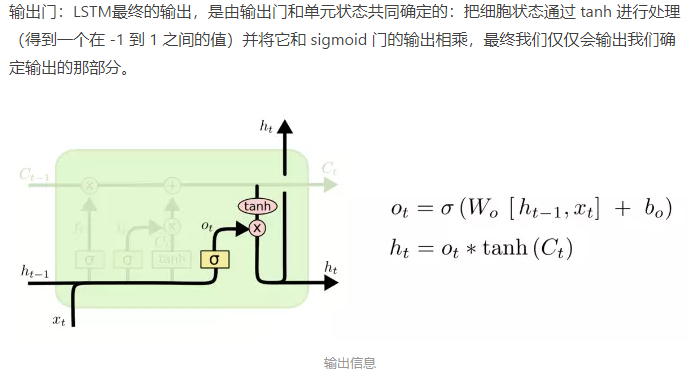 输出门：LSTM最终的输出，是由输出门和单元状态共同确定的：把细胞状态通过 tanh 进行处理
（得到一个在 -1 到 1 之间的值）并将它和 sigmoid 门的输出相乘，最终我们仅仅会输出我们确
定输出的那部分。
h_t
C_{t-1}
C_t
tanh
o_t
σ
σ
tanh
σ
h_{t-1}
h_t
x_t
o_t = σ (W_o [h_{t-1}, x_t] + b_o)
h_t = o_t * tanh (C_t)
输出信息